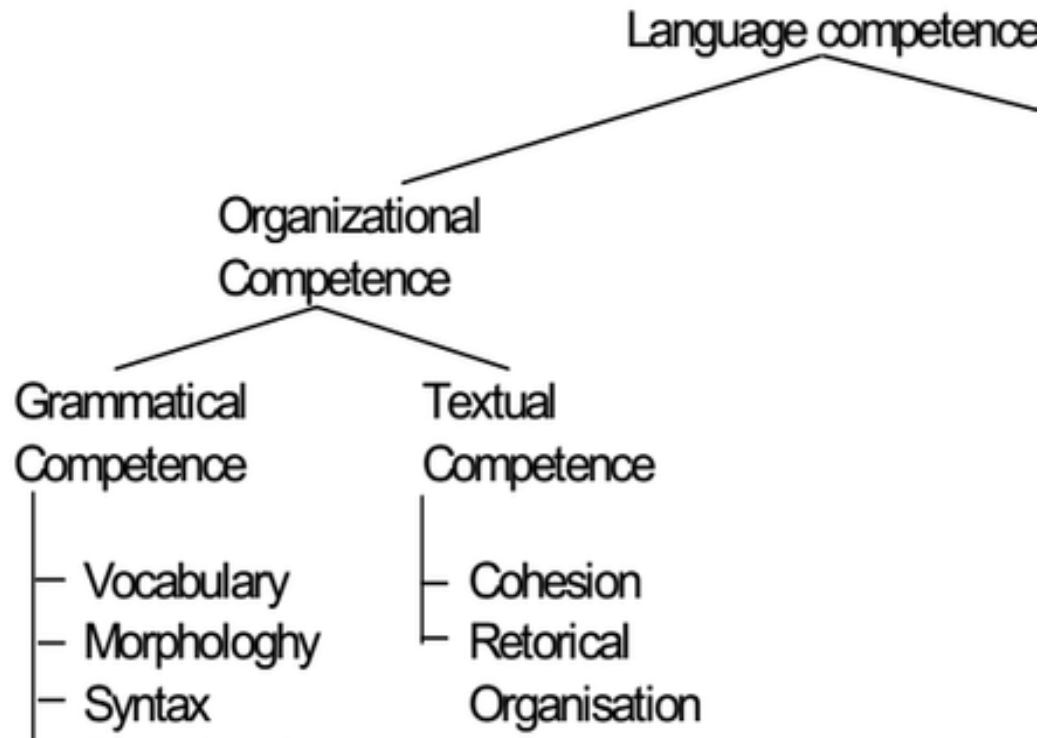 Language competence
Organizational
Competence
Grammatical
Competence
Textual
Competence
Vocabulary
Morphologhy
Syntax
Cohesion
Retorical
Organisation